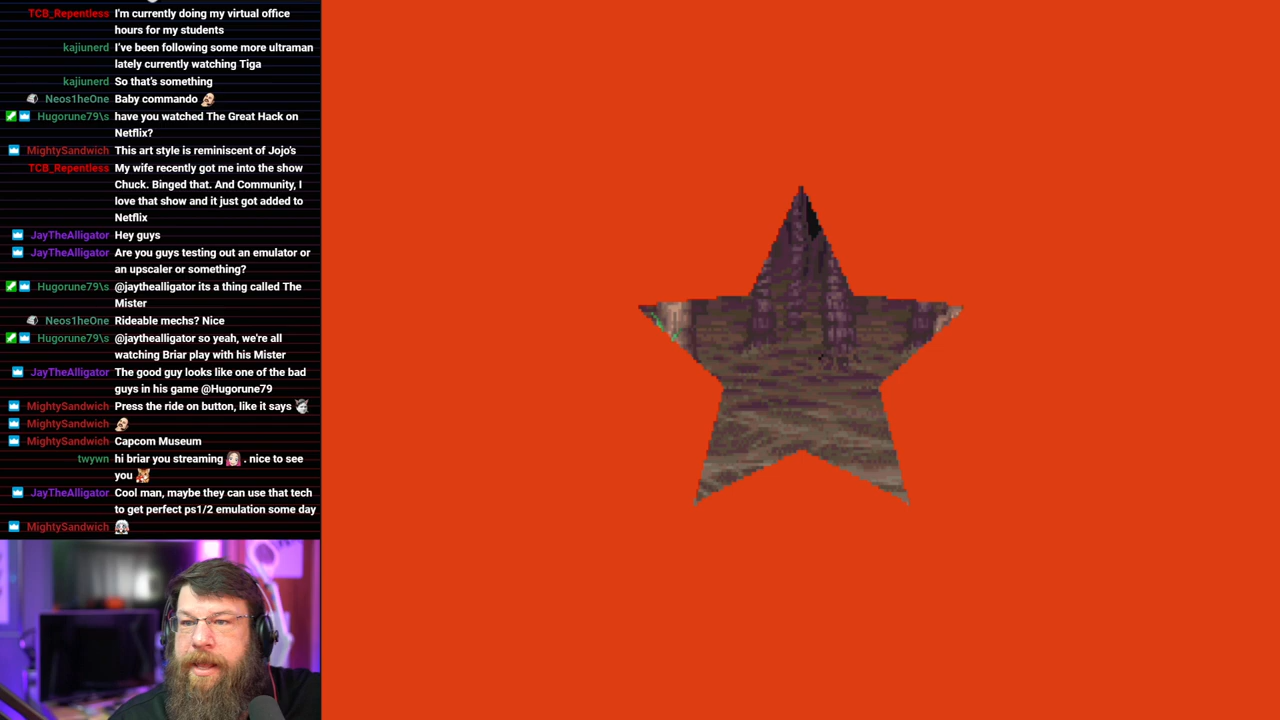 TCB_Repentless I'm currently doing my virtual office
hours for my students
kajiunerd I've been following some more ultraman
lately currently watching Tiga
kajiunerd So that's something
Neos1heOne Baby commando
Hugorune79\s have you watched The Great Hack on
Netflix?
MightySandwich This art style is reminiscent of Jojo's
TCB_Repentless My wife recently got me into the show
Chuck. Binged that. And Community, I
love that show and it just got added to
Netflix
JayTheAlligator Hey guys
JayTheAlligator Are you guys testing out an emulator or
an upscaler or something?
Hugorune79\s @jaythealligator its a thing called The
Mister
Neos1heOne Rideable mechs? Nice
Hugorune79\s @jaythealligator so yeah, we're all
watching Briar play with his Mister
JayTheAlligator The good guy looks like one of the bad
guys in his game @Hugorune79
MightySandwich Press the ride on button, like it says
MightySandwich
MightySandwich Capcom Museum
twywn hi briar you streaming . nice to see
you
JayTheAlligator Cool man, maybe they can use that tech
to get perfect ps1/2 emulation some day
MightySandwich